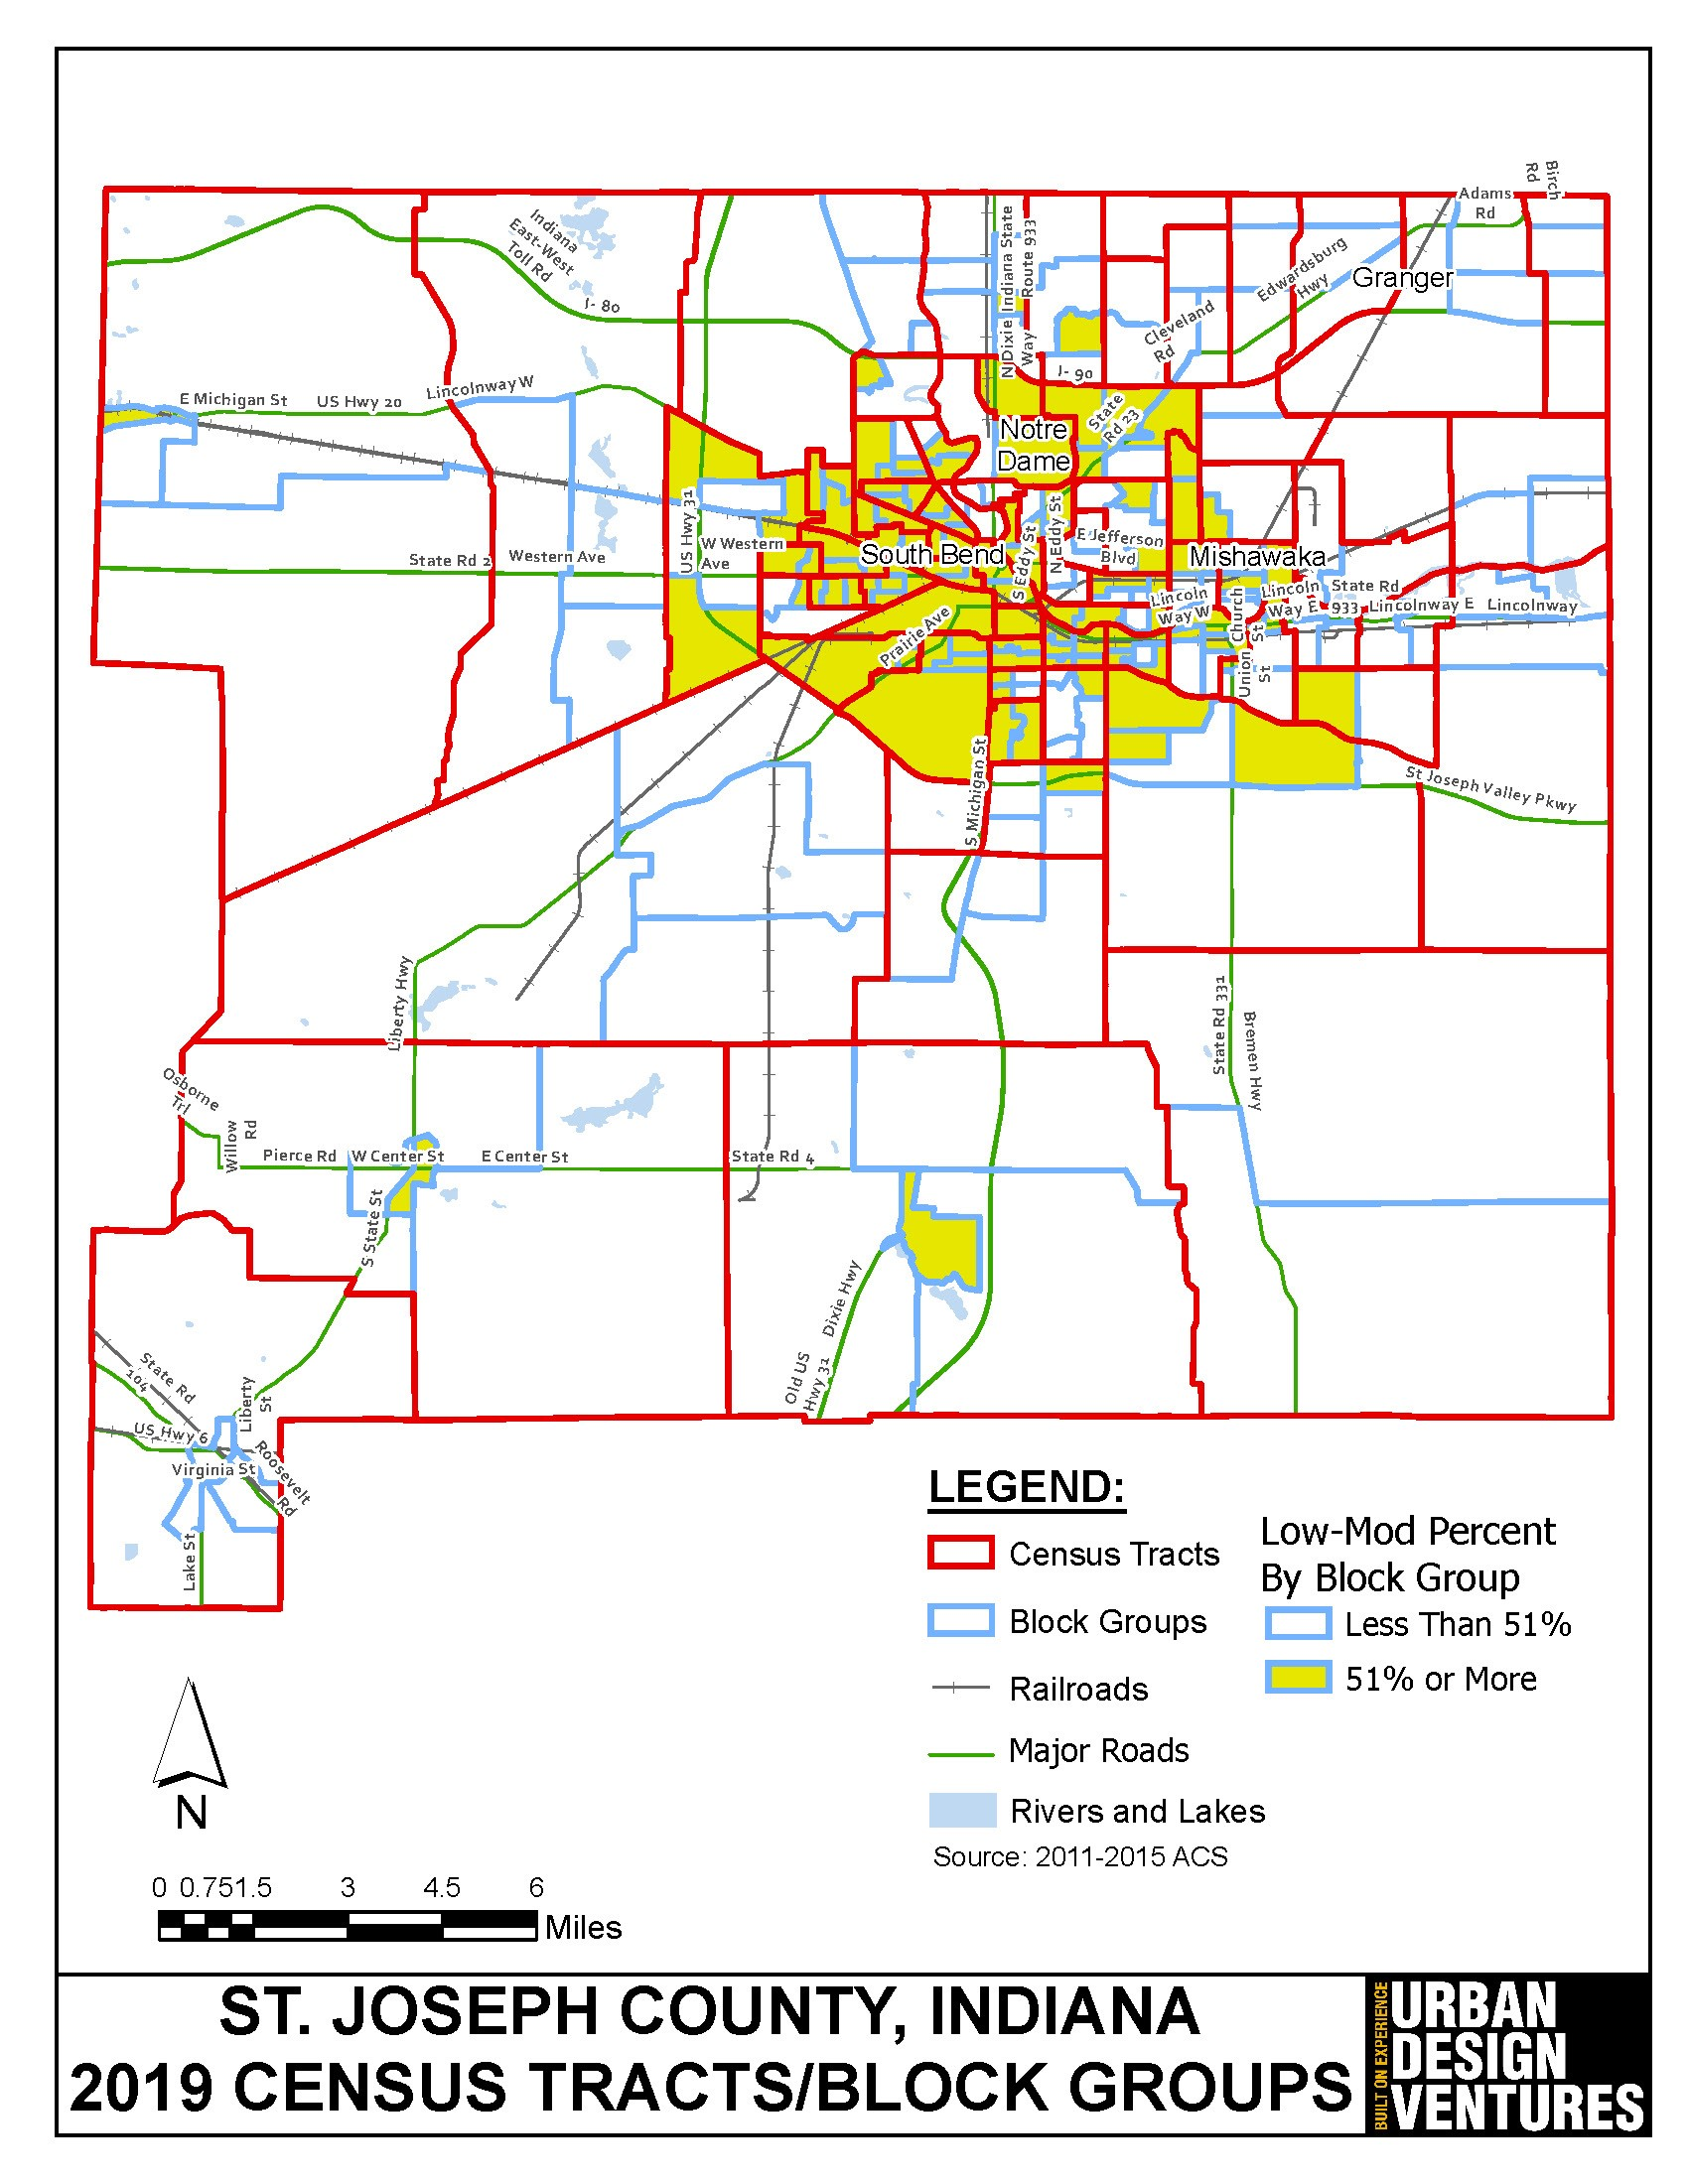 Birch
Rd
Adams
Rd
Indiana
East-West
Toll Rd
I- 80
N Dixie
Way
Indiana State
Route 933
Edwardsburg
Hwy
Granger
Cleveland
Rd
I- 90
E Michigan St
US Hwy 20
Lincolnway W
State
Rd 23
Notre
Dame
US Hwy 31
W Western
Ave
South Bend
S Eddy St
N Eddy St
E Jefferson
Blvd
Mishawaka
State Rd 2
Western Ave
Lincoln
Way W
Church
St
Union
St
Lincoln
Way E
State Rd
933
Lincolnway E
Lincolnway
Prairie Ave
S Michigan St
St Joseph Valley Pkwy
Liberty Hwy
State Rd 331
Bremen Hwy
Osborne
Trl
Willow
Rd
Pierce Rd
W Center St
E Center St
State Rd 4
S State St
Old US
Hwy 31
Dixie Hwy
State Rd
104
Liberty
St
US Hwy 6
Virginia St
Roosevelt
Rd
Lake St
LEGEND:
Census Tracts
Block Groups
Railroads
Major Roads
Rivers and Lakes
Source: 2011-2015 ACS
Low-Mod Percent
By Block Group
Less Than 51%
51% or More
N
0 0.75 1.5 3 4.5 6
Miles
ST. JOSEPH COUNTY, INDIANA
2019 CENSUS TRACTS/BLOCK GROUPS
BUILT ON EXPERIENCE
URBAN
DESIGN
VENTURES